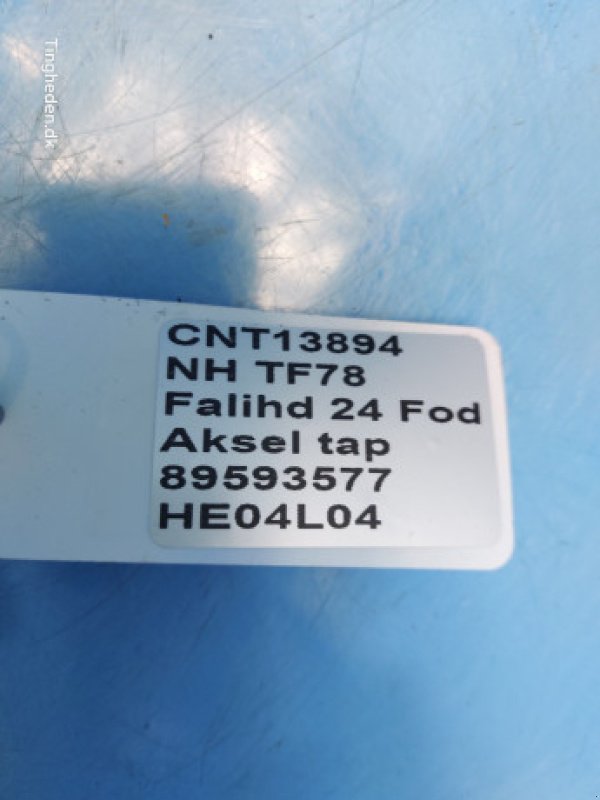 Tingheden.dk
CNT13894
NH TF78
Falihd 24 Fod
Aksel tap
89593577
HE04L04